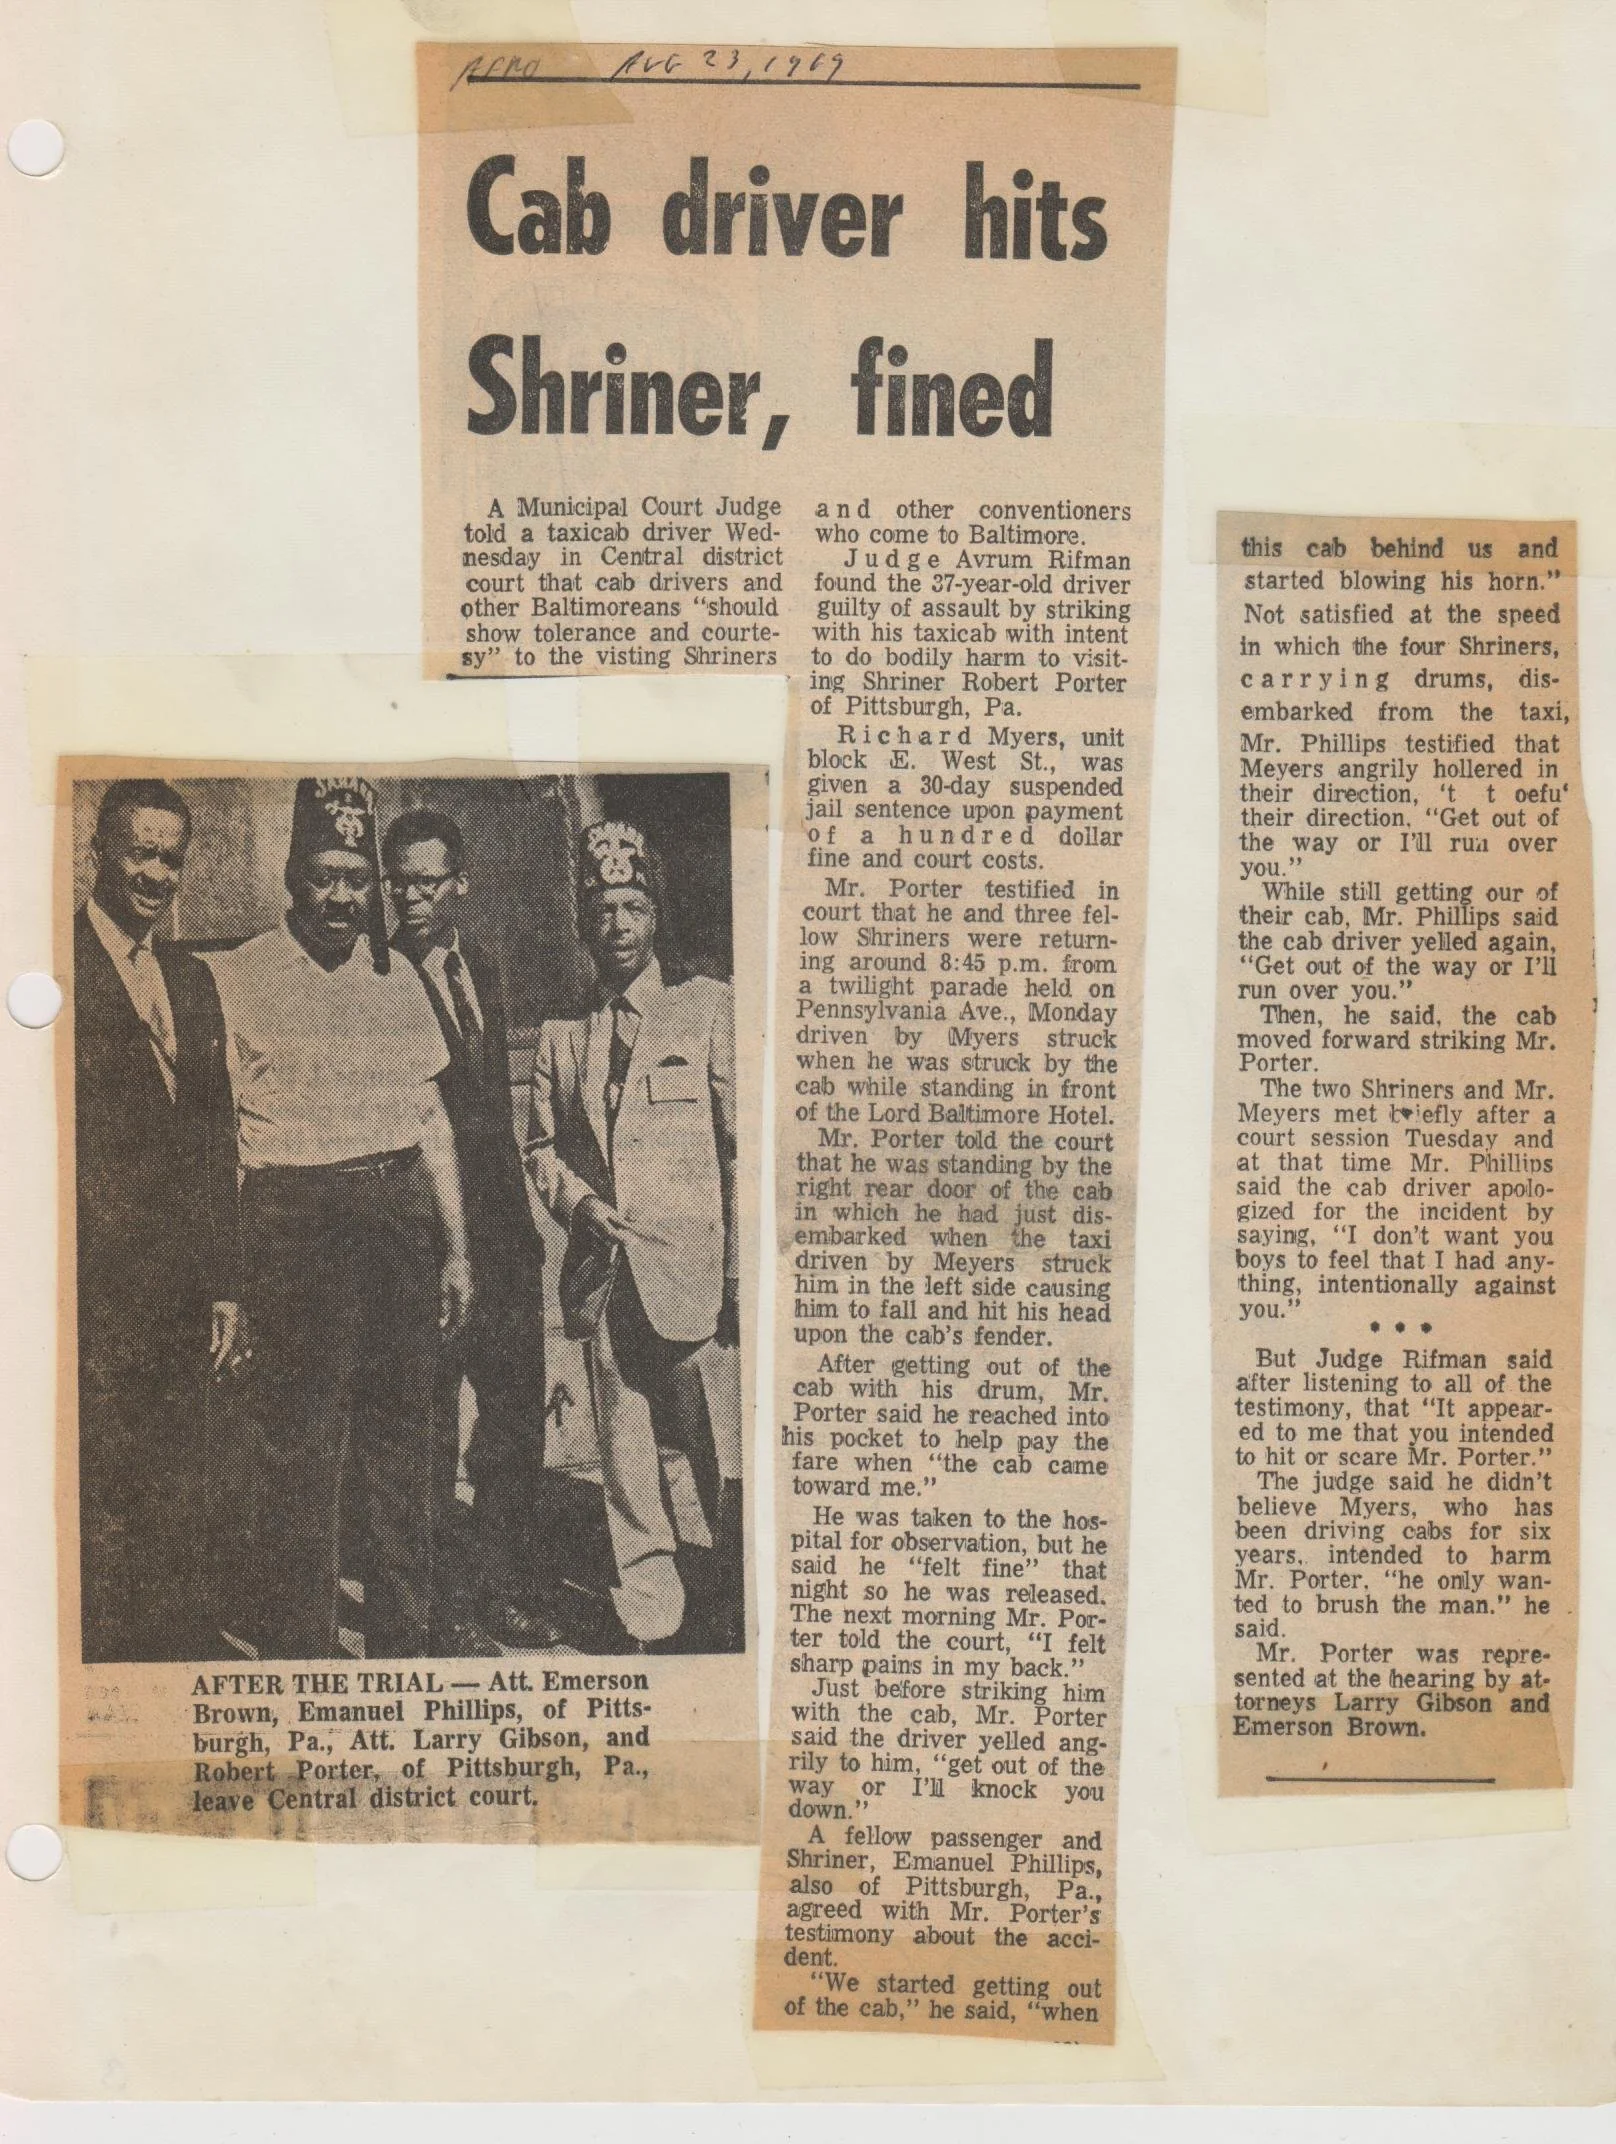 AFRO AUG 23, 1969
Cab driver hits
Shriner, fined
A Municipal Court Judge
told a taxicab driver Wed-
nesday in Central district
court that cab drivers and
other Baltimoreans “should
show tolerance and courte-
sy” to the visting Shriners
and other conventioners
who come to Baltimore.
Judge Avrum Rifman
found the 37-year-old driver
guilty of assault by striking
with his taxicab with intent
to do bodily harm to visit-
ing Shriner Robert Porter
of Pittsburgh, Pa.
Richard Myers, unit
block E. West St., was
given a 30-day suspended
jail sentence upon payment
of a hundred dollar
fine and court costs.
Mr. Porter testified in
court that he and three fel-
low Shriners were return-
ing around 8:45 p.m. from
a twilight parade held on
Pennsylvania Ave., Monday
driven by Myers struck
when he was struck by the
cab while standing in front
of the Lord Baltimore Hotel.
Mr. Porter told the court
that he was standing by the
right rear door of the cab
in which he had just dis-
embarked when the taxi
driven by Meyers struck
him in the left side causing
him to fall and hit his head
upon the cab’s fender.
After getting out of the
cab with his drum, Mr.
Porter said he reached into
his pocket to help pay the
fare when “the cab came
toward me.”
He was taken to the hos-
pital for observation, but he
said he “felt fine” that
night so he was released.
The next morning Mr. Por-
ter told the court, “I felt
sharp pains in my back.”
Just before striking him
with the cab, Mr. Porter
said the driver yelled ang-
rily to him, “get out of the
way or I’ll knock you
down.”
A fellow passenger and
Shriner, Emanuel Phillips,
also of Pittsburgh, Pa.,
agreed with Mr. Porter’s
testimony about the acci-
dent.
“We started getting out
of the cab,” he said, “when
this cab behind us and
started blowing his horn.”
Not satisfied at the speed
in which the four Shriners,
carrying drums, dis-
embarked from the taxi,
Mr. Phillips testified that
Meyers angrily hollered in
their direction, ‘t t oefu‘
their direction. “Get out of
the way or I’ll run over
you.”
While still getting our of
their cab, Mr. Phillips said
the cab driver yelled again,
“Get out of the way or I’ll
run over you.”
Then, he said, the cab
moved forward striking Mr.
Porter.
The two Shriners and Mr.
Meyers met briefly after a
court session Tuesday and
at that time Mr. Phillips
said the cab driver apolo-
gized for the incident by
saying, “I don’t want you
boys to feel that I had any-
thing, intentionally against
you.”
• • •
But Judge Rifman said
after listening to all of the
testimony, that “It appear-
ed to me that you intended
to hit or scare Mr. Porter.”
The judge said he didn’t
believe Myers, who has
been driving cabs for six
years, intended to harm
Mr. Porter, “he only wan-
ted to brush the man.” he
said.
Mr. Porter was repre-
sented at the hearing by at-
torneys Larry Gibson and
Emerson Brown.
AFTER THE TRIAL — Att. Emerson
Brown, Emanuel Phillips, of Pitts-
burgh, Pa., Att. Larry Gibson, and
Robert Porter, of Pittsburgh, Pa.,
leave Central district court.